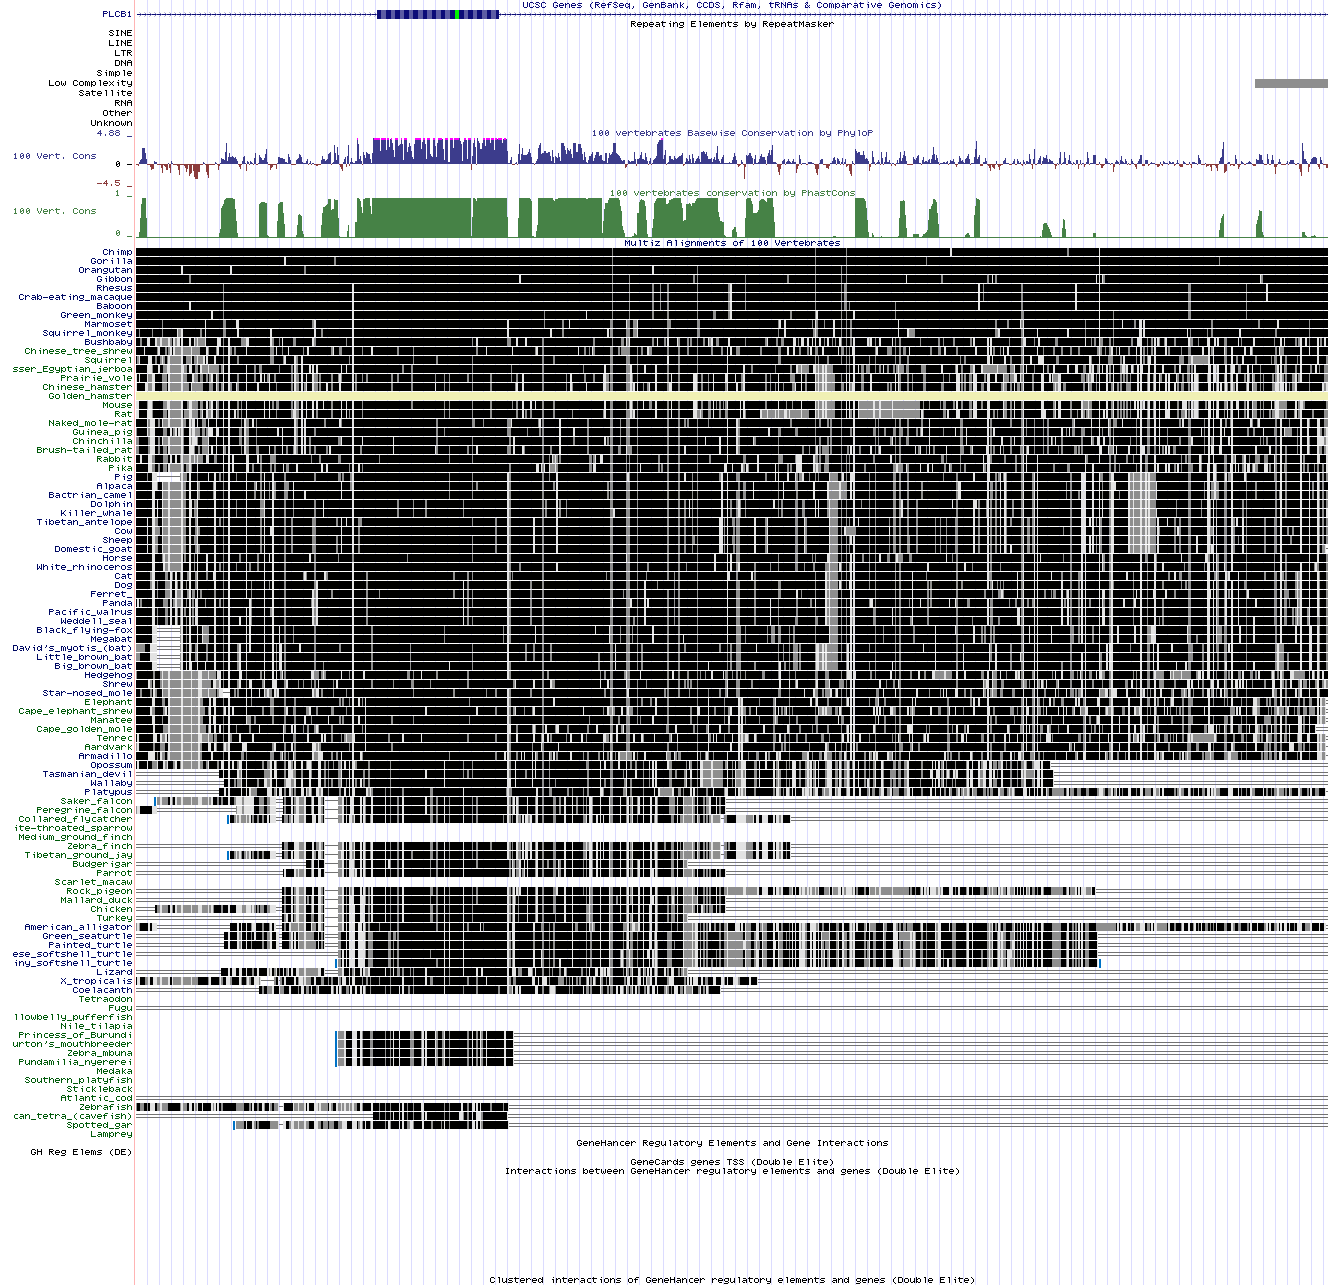 UCSC Genes (RefSeq, GenBank, CCDS, Rfam, tRNAs & Comparative Genomics)
PLCB1
Repeating Elements by RepeatMasker
SINE
LINE
LTR
DNA
Simple
Low Complexity
Satellite
RNA
Other
Unknown
4.88 _
100 vertebrates Basewise Conservation by PhyloP
100 Vert. Cons
0 _
-4.5 _
1 _
100 vertebrates conservation by PhastCons
100 Vert. Cons
0 _
Multiz Alignments of 100 Vertebrates
Chimp
Gorilla
Orangutan
Gibbon
Rhesus
Crab-eating_macaque
Baboon
Green_monkey
Marmoset
Squirrel_monkey
Bushbaby
Chinese_tree_shrew
Squirrel
sser_Egyptian_jerboa
Prairie_vole
Chinese_hamster
Golden_hamster
Mouse
Rat
Naked_mole-rat
Guinea_pig
Chinchilla
Brush-tailed_rat
Rabbit
Pika
Pig
Alpaca
Bactrian_camel
Dolphin
Killer_whale
Tibetan_antelope
Cow
Sheep
Domestic_goat
Horse
White_rhinoceros
Cat
Dog
Ferret_
Panda
Pacific_walrus
Weddell_seal
Black_flying-fox
Megabat
David's_myotis_(bat)
Little_brown_bat
Big_brown_bat
Hedgehog
Shrew
Star-nosed_mole
Elephant
Cape_elephant_shrew
Manatee
Cape_golden_mole
Tenrec
Aardvark
Armadillo
Opossum
Tasmanian_devil
Wallaby
Platypus
Saker_falcon
Peregrine_falcon
Collared_flycatcher
ite-throated_sparrow
Medium_ground_finch
Zebra_finch
Tibetan_ground_jay
Budgerigar
Parrot
Scarlet_macaw
Rock_pigeon
Mallard_duck
Chicken
Turkey
American_alligator
Green_seaturtle
Painted_turtle
ese_softshell_turtle
iny_softshell_turtle
Lizard
X_tropicalis
Coelacanth
Tetraodon
Fugu
llowbelly_pufferfish
Nile_tilapia
Princess_of_Burundi
urton's_mouthbreeder
Zebra_mbuna
Pundamilia_nyererei
Medaka
Southern_platyfish
Stickleback
Atlantic_cod
Zebrafish
can_tetra_(cavefish)
Spotted_gar
Lamprey
GeneHancer Regulatory Elements and Gene Interactions
GH Reg Elems (DE)
GeneCards genes TSS (Double Elite)
Interactions between GeneHancer regulatory elements and genes (Double Elite)
Clustered interactions of GeneHancer regulatory elements and genes (Double Elite)